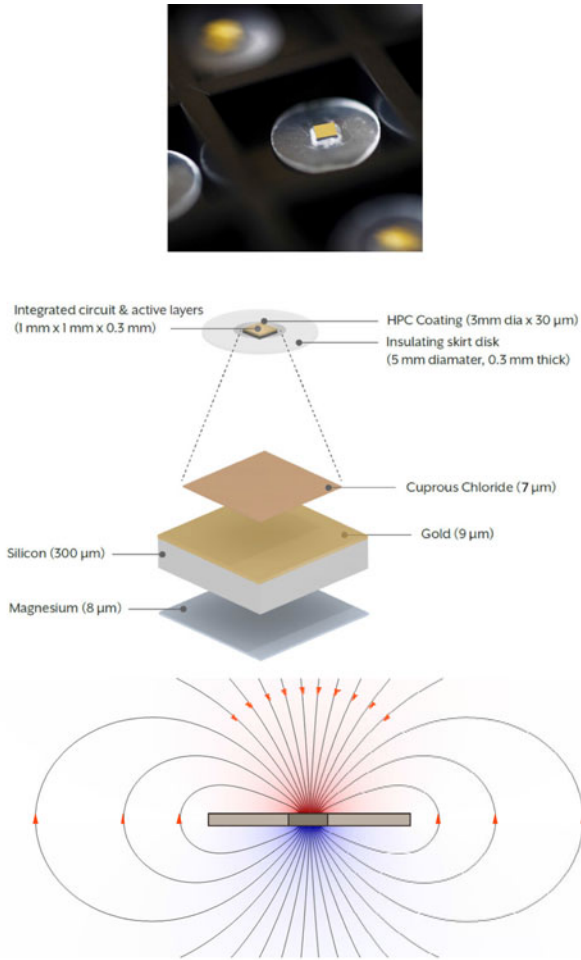 Integrated circuit & active layers
(1 mm x 1 mm x 0.3 mm)
HPC Coating (3mm dia x 30 µm)
Insulating skirt disk
(5 mm diamater, 0.3 mm thick)
Cuprous Chloride (7 µm)
Gold (9 µm)
Silicon (300 µm)
Magnesium (8 µm)